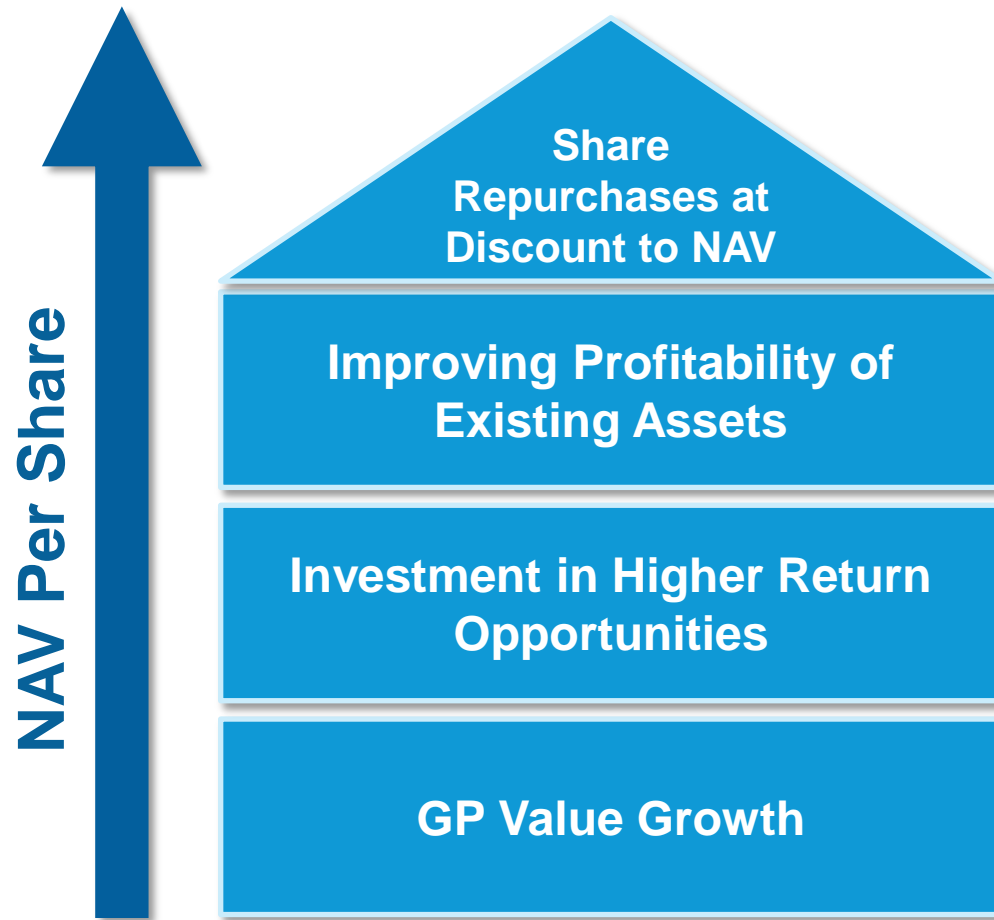 NAV Per Share
Share
Repurchases at
Discount to NAV
Improving Profitability of
Existing Assets
Investment in Higher Return
Opportunities
GP Value Growth